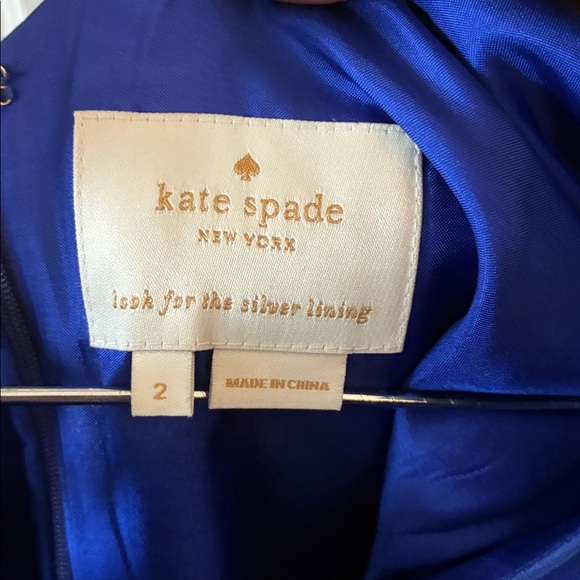 kate spade
NEW YORK
look for the silver lining
2
MADE IN CHINA